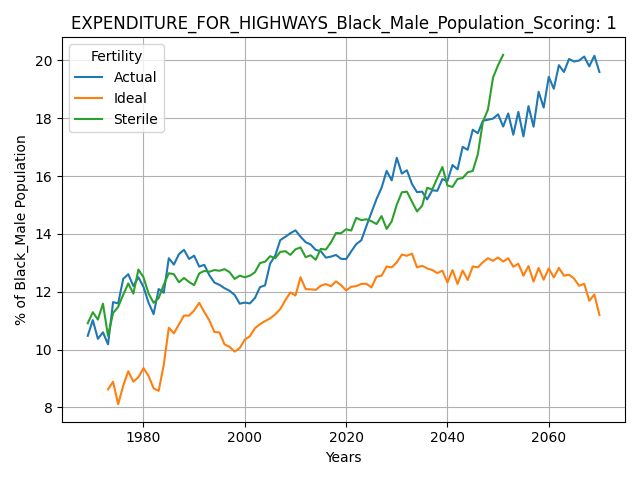 EXPENDITURE_FOR_HIGHWAYS_Black_Male_Population_Scoring: 1
Fertility
Actual
Ideal
Sterile
% of Black_Male Population
20
18
16
14
12
10
8
1980 2000 2020 2040 2060
Years